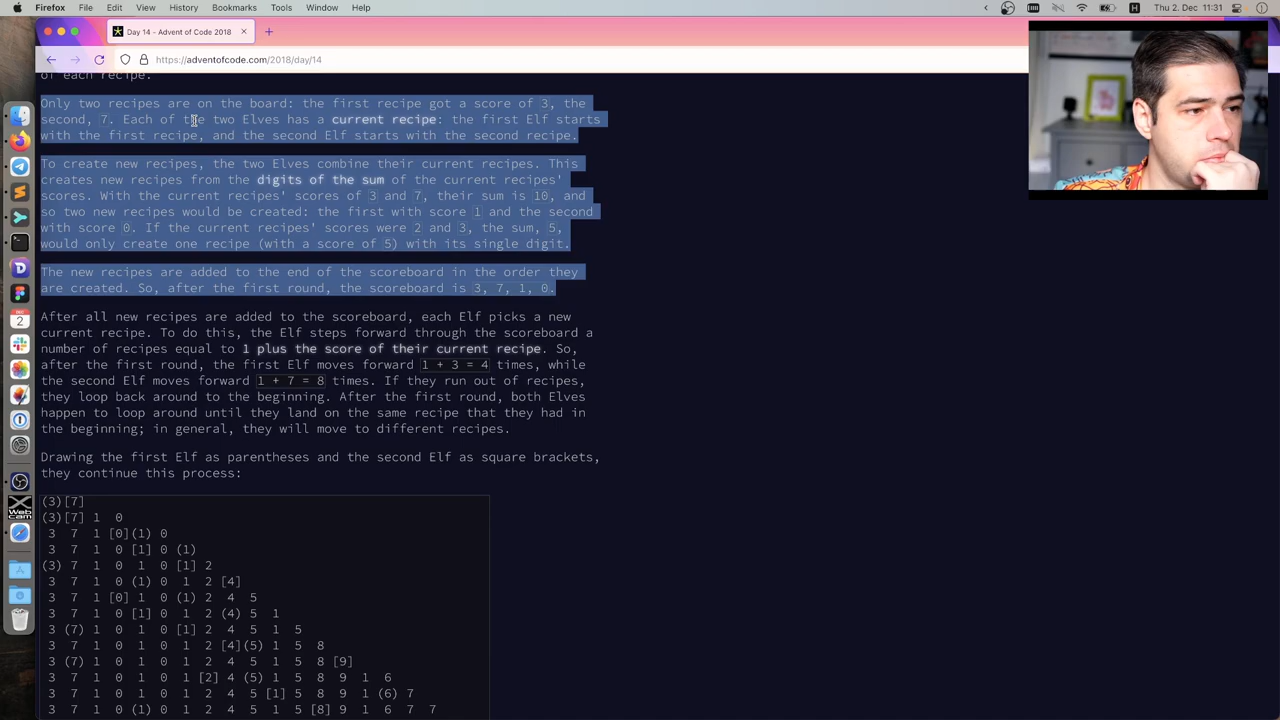 Firefox File Edit View History Bookmarks Tools Window Help
Thu 2. Dec 11:31
Day 14 - Advent of Code 2018
https://adventofcode.com/2018/day/14
of each recipe.
Only two recipes are on the board: the first recipe got a score of 3, the
second, 7. Each of the two Elves has a current recipe: the first Elf starts
with the first recipe, and the second Elf starts with the second recipe.
To create new recipes, the two Elves combine their current recipes. This
creates new recipes from the digits of the sum of the current recipes'
scores. With the current recipes' scores of 3 and 7, their sum is 10, and
so two new recipes would be created: the first with score 1 and the second
with score 0. If the current recipes' scores were 2 and 3, the sum, 5,
would only create one recipe (with a score of 5) with its single digit.
The new recipes are added to the end of the scoreboard in the order they
are created. So, after the first round, the scoreboard is 3, 7, 1, 0.
After all new recipes are added to the scoreboard, each Elf picks a new
current recipe. To do this, the Elf steps forward through the scoreboard a
number of recipes equal to 1 plus the score of their current recipe. So,
after the first round, the first Elf moves forward 1 + 3 = 4 times, while
the second Elf moves forward 1 + 7 = 8 times. If they run out of recipes,
they loop back around to the beginning. After the first round, both Elves
happen to loop around until they land on the same recipe that they had in
the beginning; in general, they will move to different recipes.
Drawing the first Elf as parentheses and the second Elf as square brackets,
they continue this process:
(3)[7]
(3)[7] 1 0
3 7 1 [0](1) 0
3 7 1 0 [1] 0 (1)
(3) 7 1 0 1 0 [1] 2
3 7 1 0 (1) 0 1 2 [4]
3 7 1 [0] 1 0 (1) 2 4 5
3 7 1 0 [1] 0 1 2 (4) 5 1
3 (7) 1 0 1 0 [1] 2 4 5 1 5
3 7 1 0 1 0 1 2 [4](5) 1 5 8
3 (7) 1 0 1 0 1 2 4 5 1 5 8 [9]
3 7 1 0 1 0 1 [2] 4 (5) 1 5 8 9 1 6
3 7 1 0 1 0 1 2 4 5 [1] 5 8 9 1 (6) 7
3 7 1 0 (1) 0 1 2 4 5 1 5 [8] 9 1 6 7 7
DEC
2
Web
cam